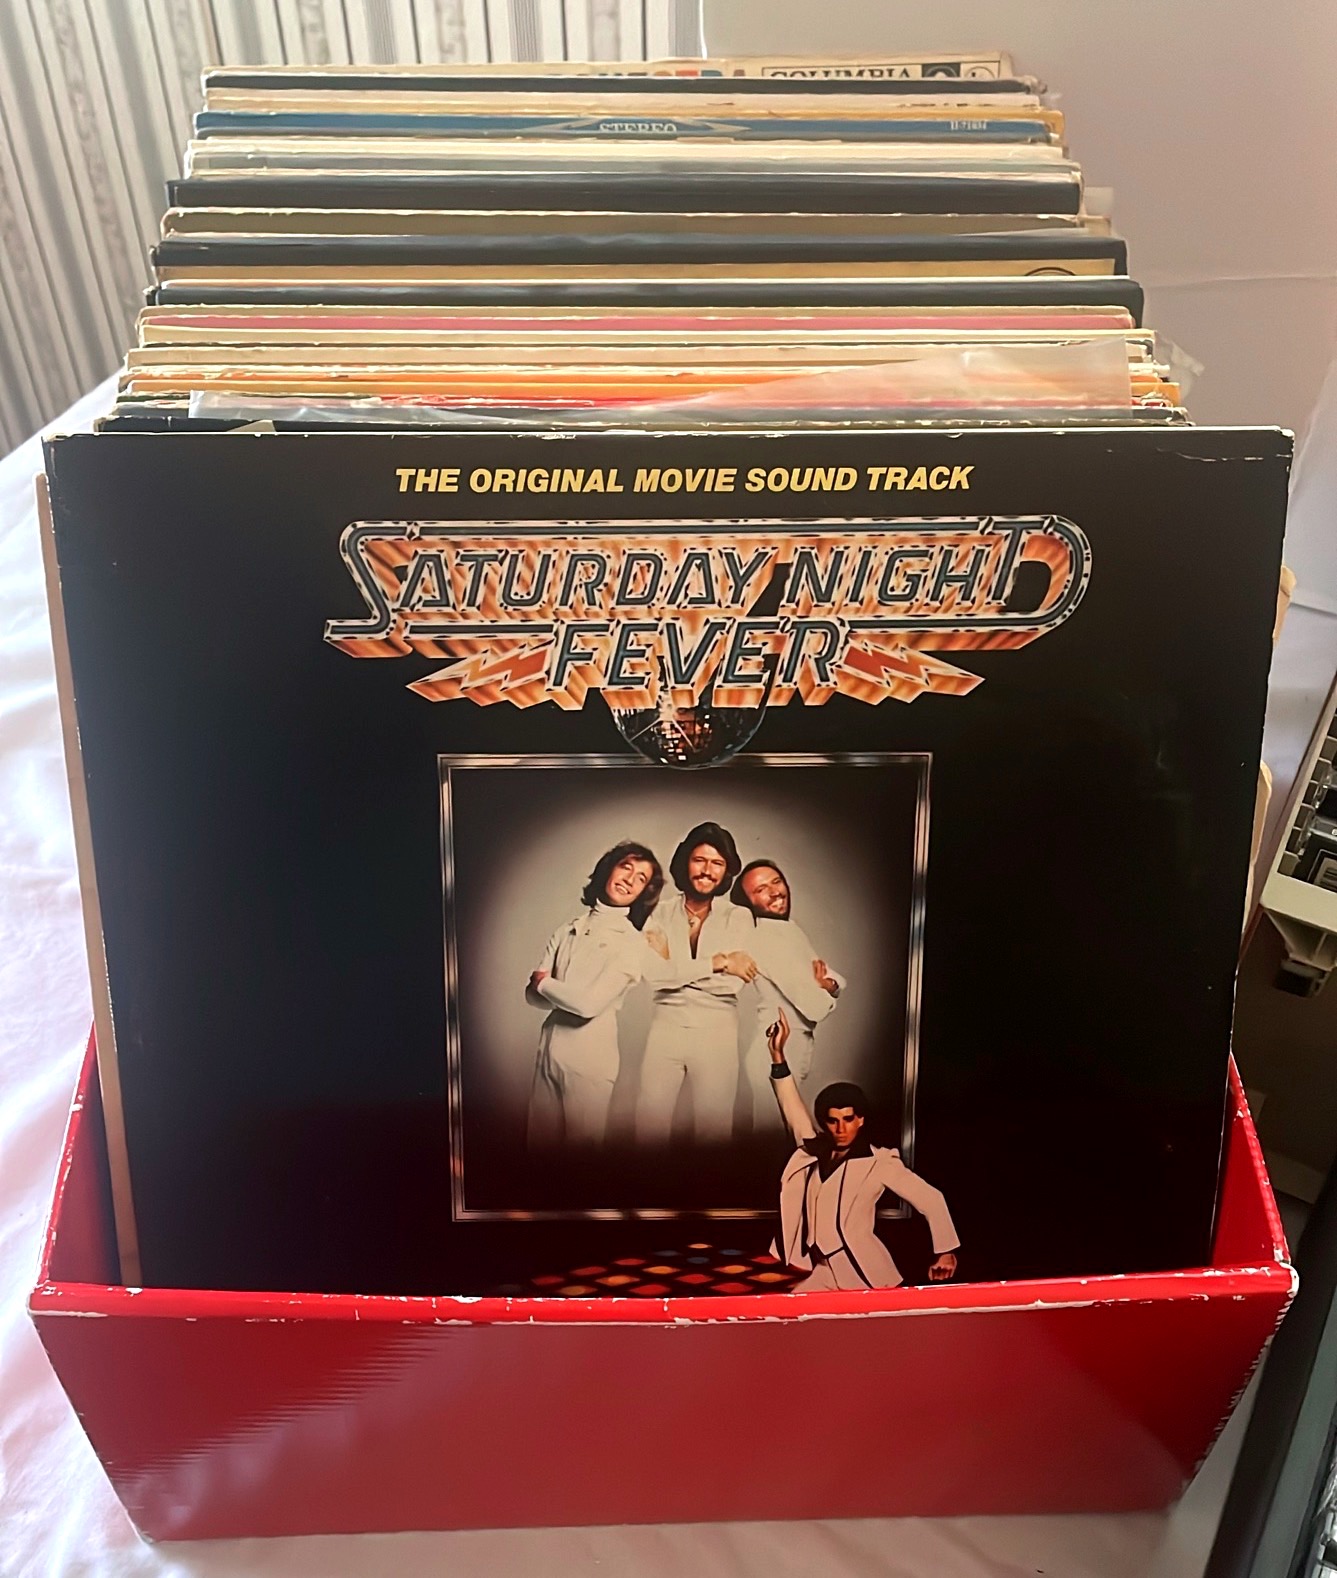 COLUMBIA
STEREO
THE ORIGINAL MOVIE SOUND TRACK
SATURDAY NIGHT
FEVER